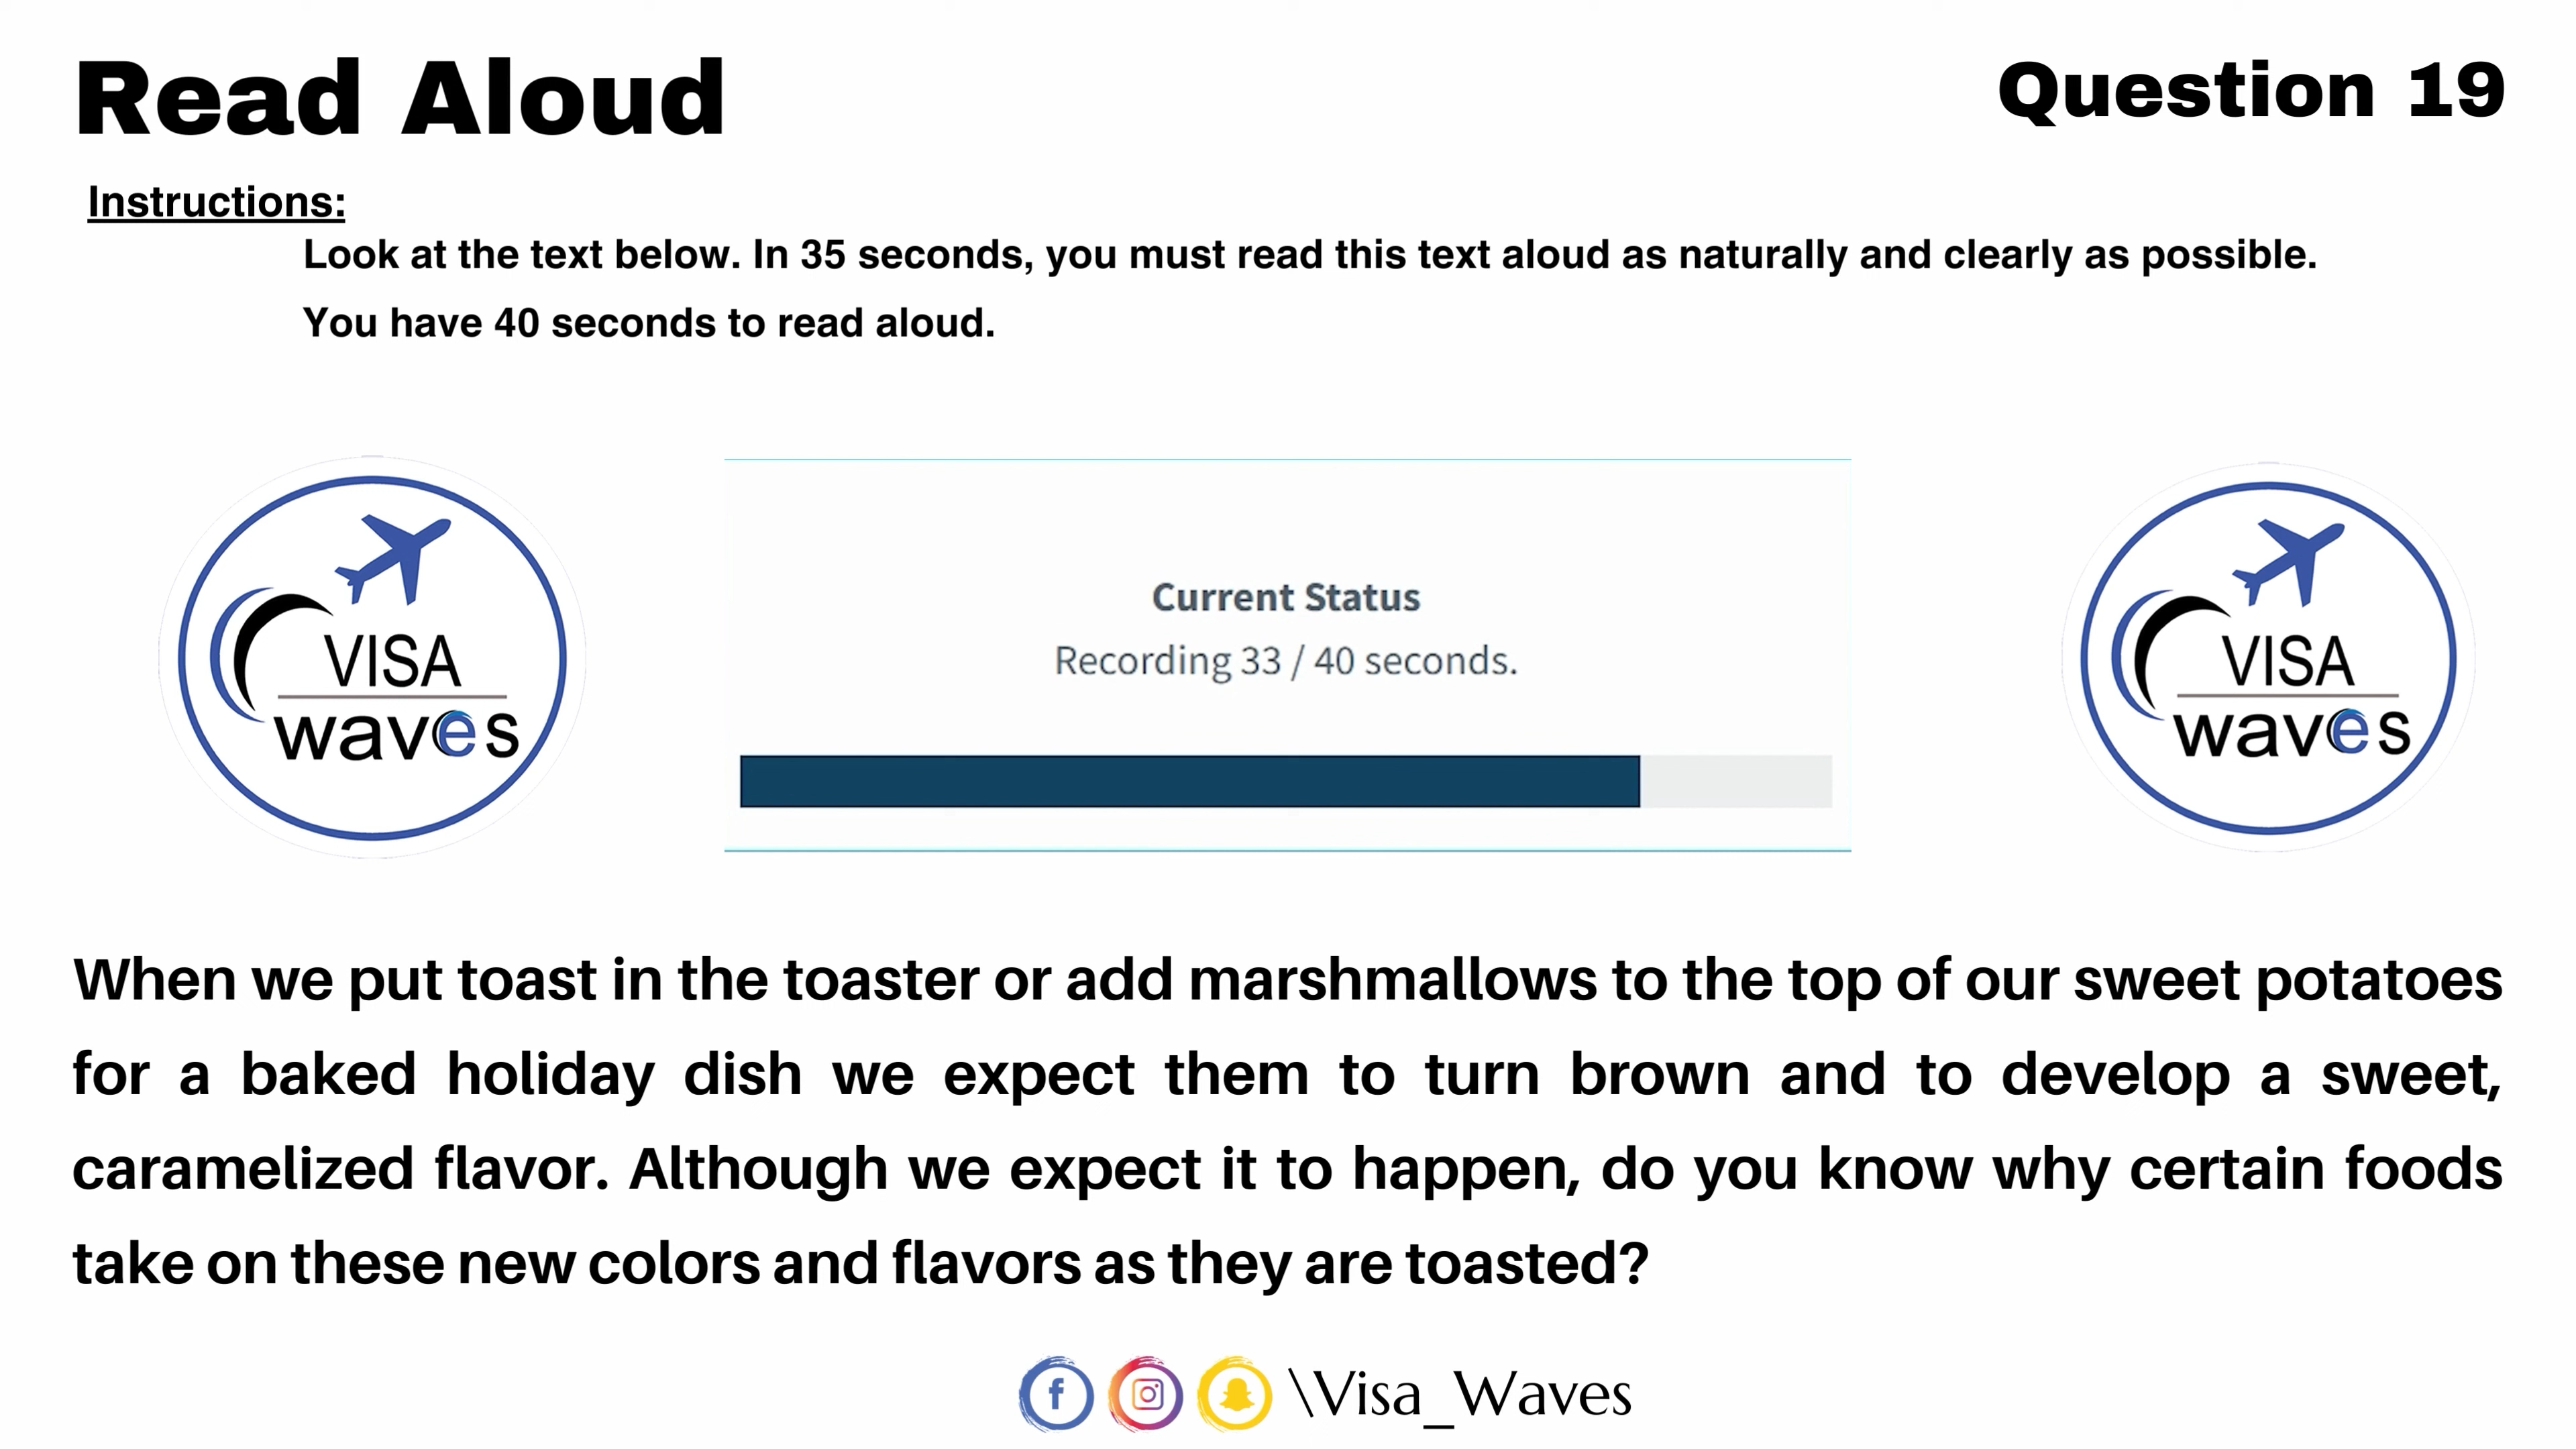 Read Aloud
Question 19
Instructions:
Look at the text below. In 35 seconds, you must read this text aloud as naturally and clearly as possible.
You have 40 seconds to read aloud.
VISA
waves
Current Status
Recording 33 / 40 seconds.
VISA
waves
When we put toast in the toaster or add marshmallows to the top of our sweet potatoes
for a baked holiday dish we expect them to turn brown and to develop a sweet,
caramelized flavor. Although we expect it to happen, do you know why certain foods
take on these new colors and flavors as they are toasted?
\Visa_Waves